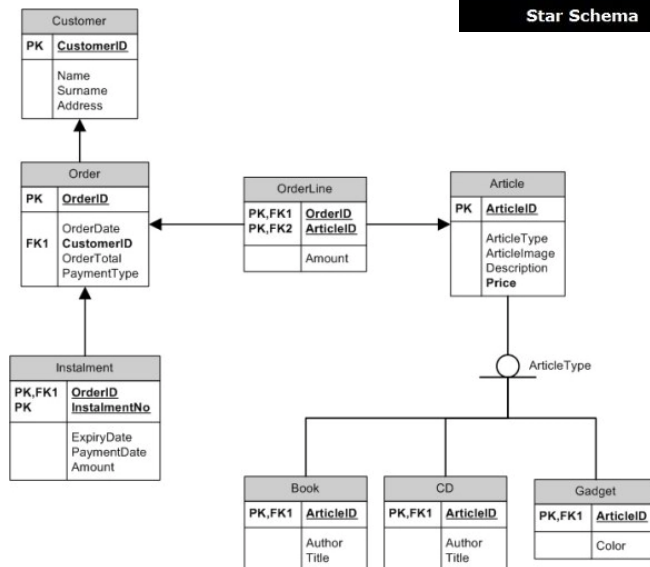 Star Schema
Customer
PK CustomerID
Name
Surname
Address
Order
PK OrderID
OrderDate
FK1 CustomerID
OrderTotal
PaymentType
OrderLine
PK,FK1 OrderID
PK,FK2 ArticleID
Amount
Article
PK ArticleID
ArticleType
ArticleImage
Description
Price
Instalment
PK,FK1 OrderID
PK InstalmentNo
ExpiryDate
PaymentDate
Amount
ArticleType
Book
PK,FK1 ArticleID
Author
Title
CD
PK,FK1 ArticleID
Author
Title
Gadget
PK,FK1 ArticleID
Color